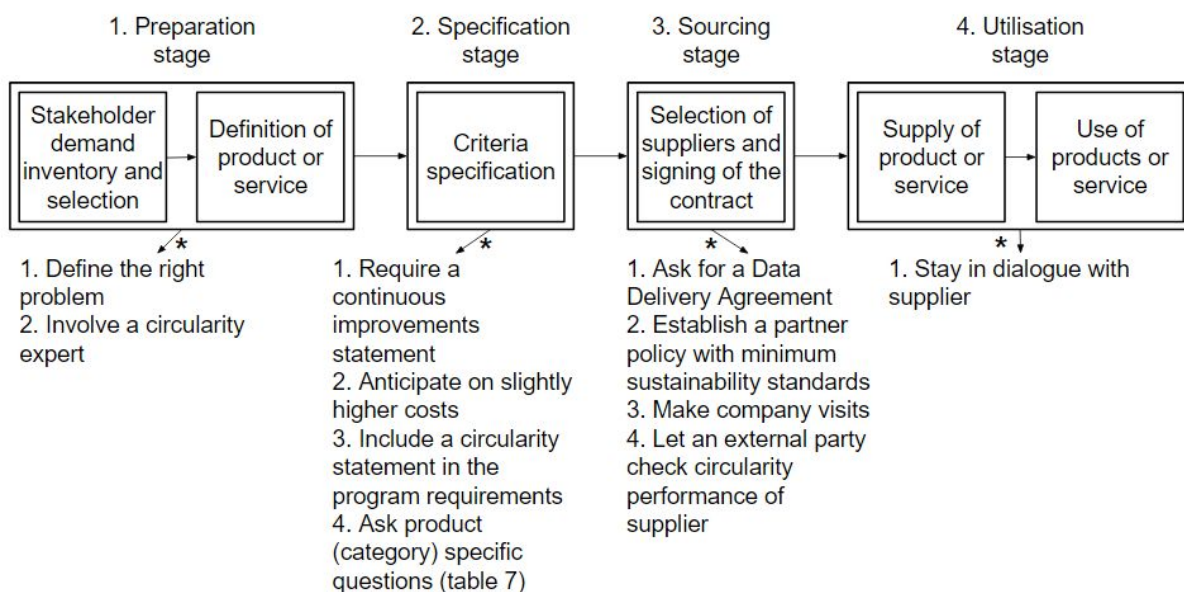 1. Preparation
stage
2. Specification
stage
3. Sourcing
stage
4. Utilisation
stage
Stakeholder
demand
inventory and
selection
Definition of
product or
service
Criteria
specification
Selection of
suppliers and
signing of the
contract
Supply of
product or
service
Use of
products or
service
*
1. Define the right
problem
2. Involve a circularity
expert
*
1. Require a
continuous
improvements
statement
2. Anticipate on slightly
higher costs
3. Include a circularity
statement in the
program requirements
4. Ask product
(category) specific
questions (table 7)
*
1. Ask for a Data
Delivery Agreement
2. Establish a partner
policy with minimum
sustainability standards
3. Make company visits
4. Let an external party
check circularity
performance of
supplier
*
1. Stay in dialogue with
supplier